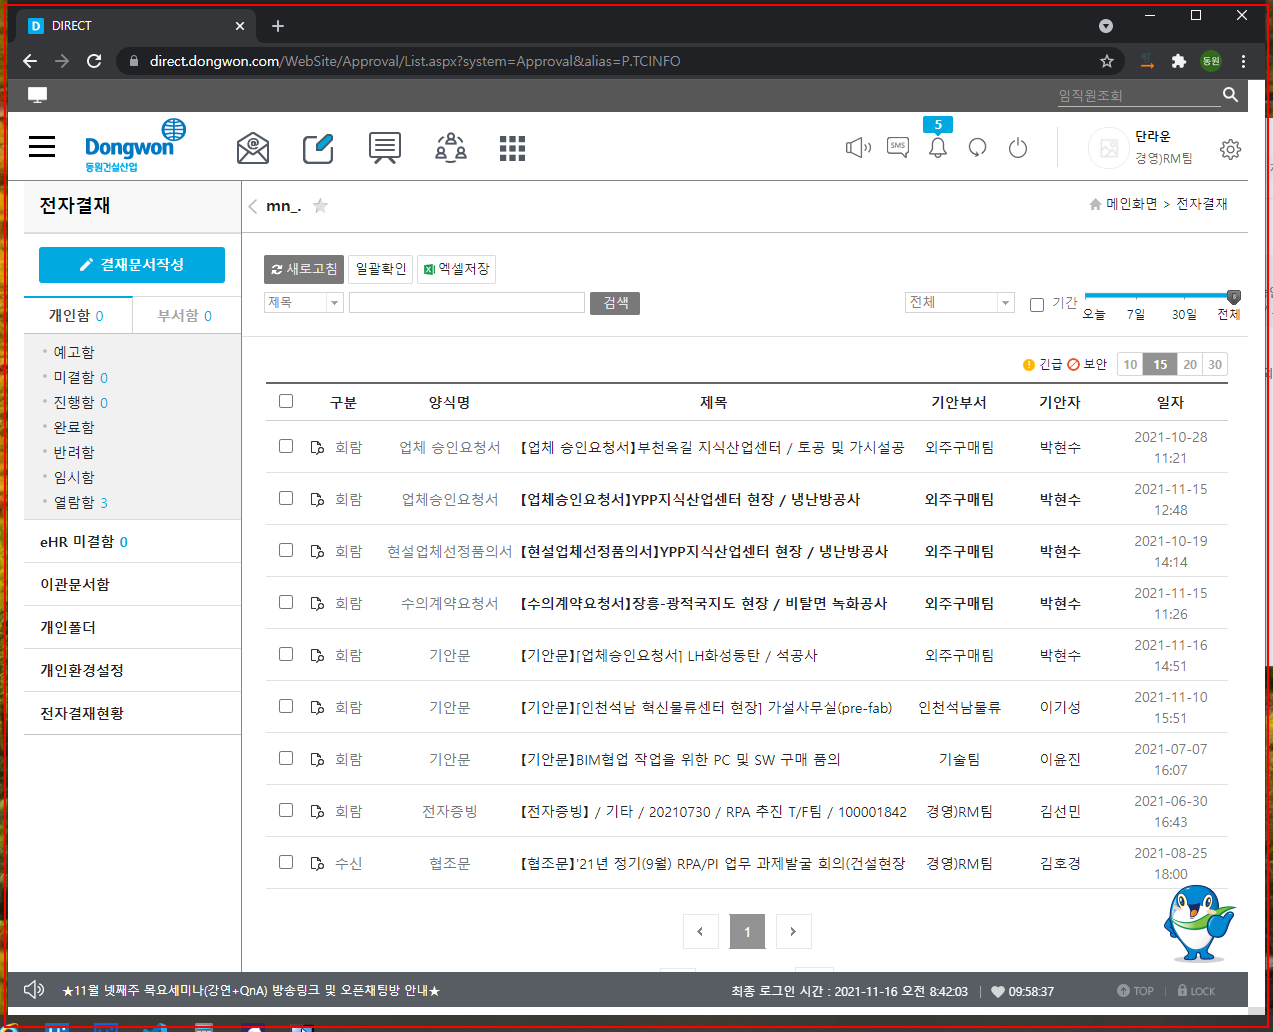 DIRECT
direct.dongwon.com/WebSite/Approval/List.aspx?system=Approval&alias=P.TCINFO
동원
임직원조회
Dongwon
동원건설산업
SMS
5
단라운
경영)RM팀
전자결재
mn_.
메인화면 > 전자결재
결재문서작성
새로고침 일괄확인 엑셀저장
제목 검색 전체 기간 오늘 7일 30일 전체
개인함 0 부서함 0
예고함
미결함 0
진행함 0
완료함
반려함
임시함
열람함 3
eHR 미결함 0
이관문서함
개인폴더
개인환경설정
전자결재현황
긴급 보안 10 15 20 30
구분 양식명 제목 기안부서 기안자 일자
회람 업체 승인요청서 【업체 승인요청서】부천옥길 지식산업센터 / 토공 및 가시설공 외주구매팀 박현수 2021-10-28 11:21
회람 업체승인요청서 【업체승인요청서】YPP지식산업센터 현장 / 냉난방공사 외주구매팀 박현수 2021-11-15 12:48
회람 현설업체선정품의서 【현설업체선정품의서】YPP지식산업센터 현장 / 냉난방공사 외주구매팀 박현수 2021-10-19 14:14
회람 수의계약요청서 【수의계약요청서】장흥-광적국지도 현장 / 비탈면 녹화공사 외주구매팀 박현수 2021-11-15 11:26
회람 기안문 【기안문】[업체승인요청서] LH화성동탄 / 석공사 외주구매팀 박현수 2021-11-16 14:51
회람 기안문 【기안문】[인천석남 혁신물류센터 현장] 가설사무실(pre-fab) 인천석남물류 이기성 2021-11-10 15:51
회람 기안문 【기안문】BIM협업 작업을 위한 PC 및 SW 구매 품의 기술팀 이윤진 2021-07-07 16:07
회람 전자증빙 【전자증빙】 / 기타 / 20210730 / RPA 추진 T/F팀 / 100001842 경영)RM팀 김선민 2021-06-30 16:43
수신 협조문 【협조문】'21년 정기(9월) RPA/PI 업무 과제발굴 회의(건설현장 경영)RM팀 김호경 2021-08-25 18:00
1
★11월 넷째주 목요세미나(강연+QnA) 방송링크 및 오픈채팅방 안내★
최종 로그인 시간 : 2021-11-16 오전 8:42:03 | 09:58:37
TOP | LOCK